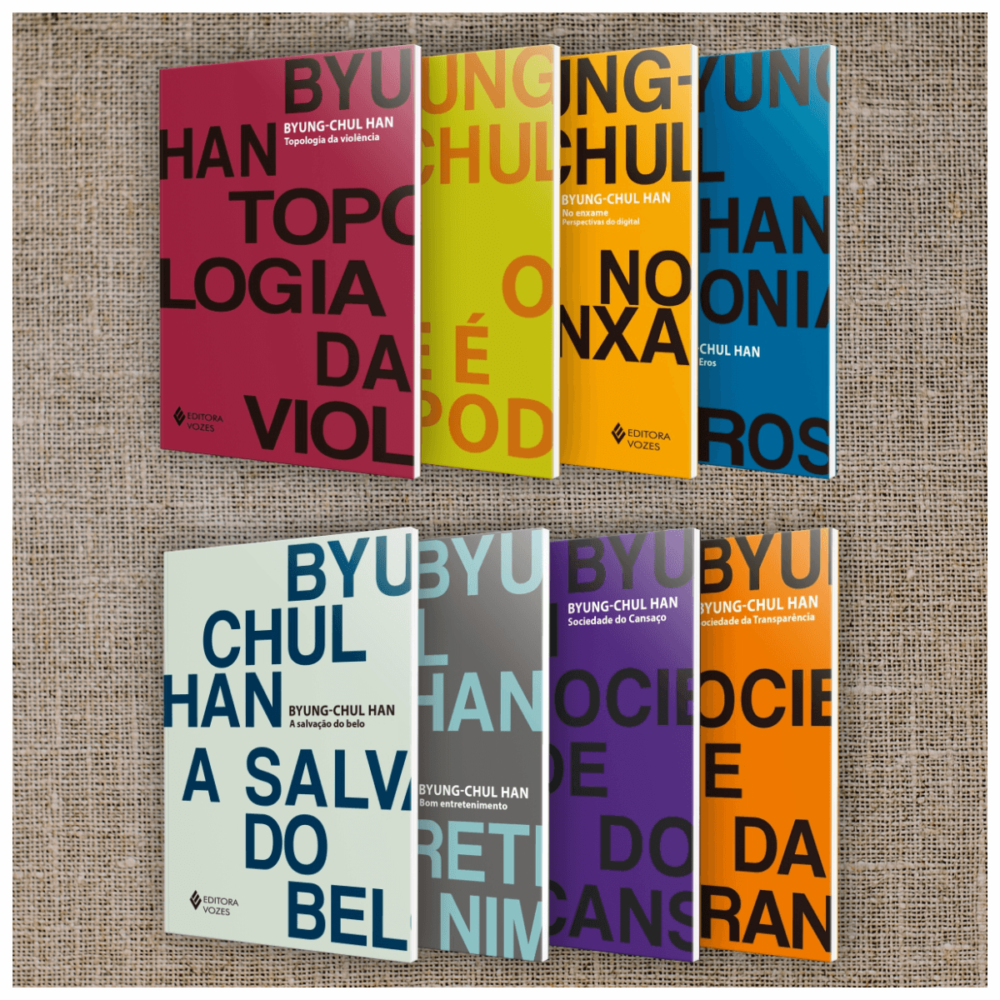 BYU
BYUNG-CHUL HAN
Topologia da violência
HAN
TOPO
LOGIA
DA
VIOL
EDITORA
VOZES
UNG
CHUL
O
E É
POD
UNG-
CHUL
BYUNG-CHUL HAN
No enxame
Perspectivas do digital
NO
NXA
EDITORA
VOZES
YUNG
L
HAN
ONIA
-CHUL HAN
Eros
ROS
BYU
CHUL
HAN
BYUNG-CHUL HAN
A salvação do belo
A SALVA
DO
BEL
EDITORA
VOZES
BYU
L
HAN
BYUNG-CHUL HAN
Bom entretenimento
RETE
NIM
BYU
BYUNG-CHUL HAN
Sociedade do Cansaço
OCIE
DE
DO
CANS
BYU
BYUNG-CHUL HAN
Sociedade da Transparência
OCIE
E
DA
RAN